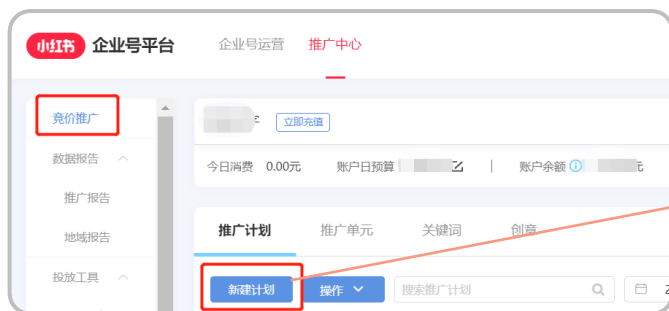 小红书 企业号平台 企业号运营 推广中心
竞价推广
立即充值
数据报告
今日消费 0.00元 账户日预算 | 账户余额 元
推广报告
地域报告
推广计划 推广单元 关键词 创意
投放工具
新建计划 操作 搜索推广计划 2